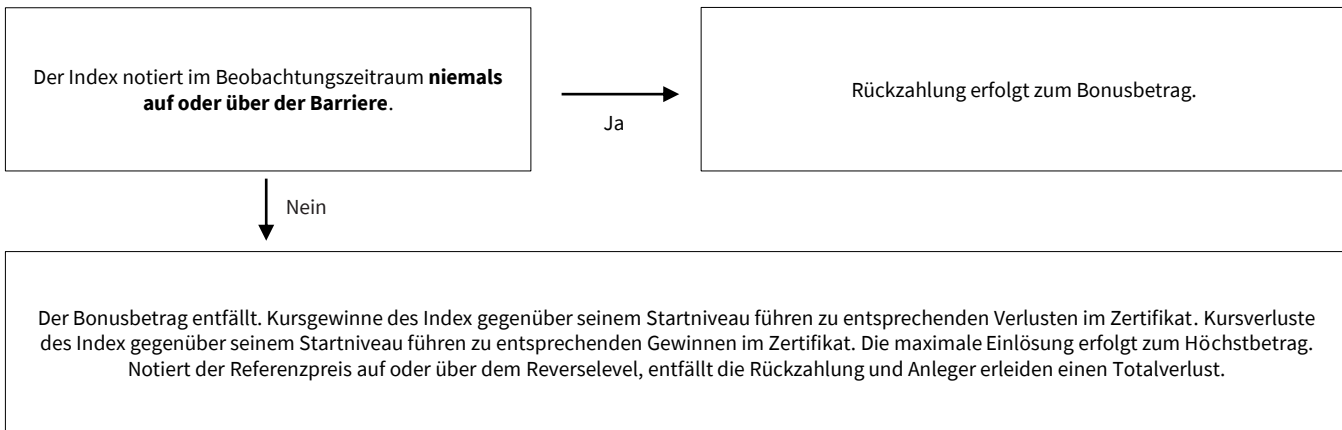 Der Index notiert im Beobachtungszeitraum niemals
auf oder über der Barriere.
Ja
Rückzahlung erfolgt zum Bonusbetrag.
Nein
Der Bonusbetrag entfällt. Kursgewinne des Index gegenüber seinem Startniveau führen zu entsprechenden Verlusten im Zertifikat. Kursverluste
des Index gegenüber seinem Startniveau führen zu entsprechenden Gewinnen im Zertifikat. Die maximale Einlösung erfolgt zum Höchstbetrag.
Notiert der Referenzpreis auf oder über dem Reverselevel, entfällt die Rückzahlung und Anleger erleiden einen Totalverlust.